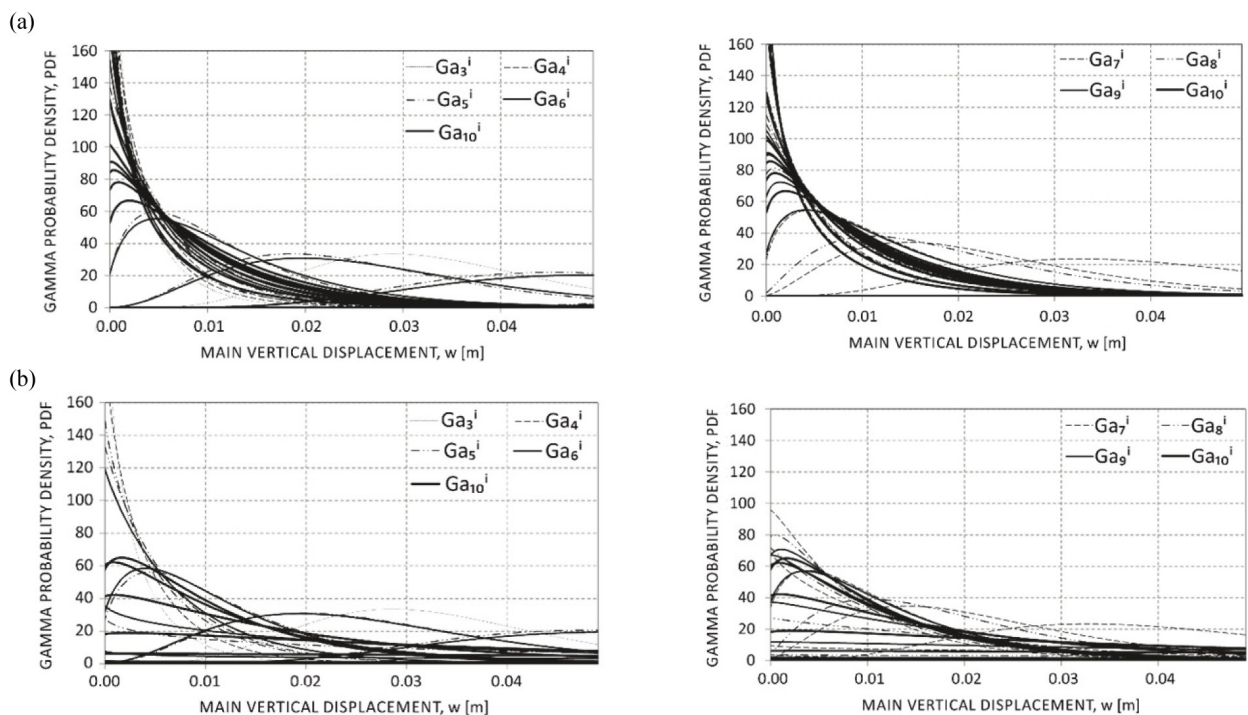 (a)
GAMMA PROBABILITY DENSITY, PDF
160
140
120
100
80
60
40
20
0
Ga₃ⁱ Ga₄ⁱ
Ga₅ⁱ Ga₆ⁱ
Ga₁₀ⁱ
0.00 0.01 0.02 0.03 0.04
MAIN VERTICAL DISPLACEMENT, w [m]
GAMMA PROBABILITY DENSITY, PDF
160
140
120
100
80
60
40
20
0
Ga₇ⁱ Ga₈ⁱ
Ga₉ⁱ Ga₁₀ⁱ
0.00 0.01 0.02 0.03 0.04
MAIN VERTICAL DISPLACEMENT, w [m]
(b)
GAMMA PROBABILITY DENSITY, PDF
160
140
120
100
80
60
40
20
0
Ga₃ⁱ Ga₄ⁱ
Ga₅ⁱ Ga₆ⁱ
Ga₁₀ⁱ
0.00 0.01 0.02 0.03 0.04
MAIN VERTICAL DISPLACEMENT, w [m]
GAMMA PROBABILITY DENSITY, PDF
160
140
120
100
80
60
40
20
0
Ga₇ⁱ Ga₈ⁱ
Ga₉ⁱ Ga₁₀ⁱ
0.00 0.01 0.02 0.03 0.04
MAIN VERTICAL DISPLACEMENT, w [m]